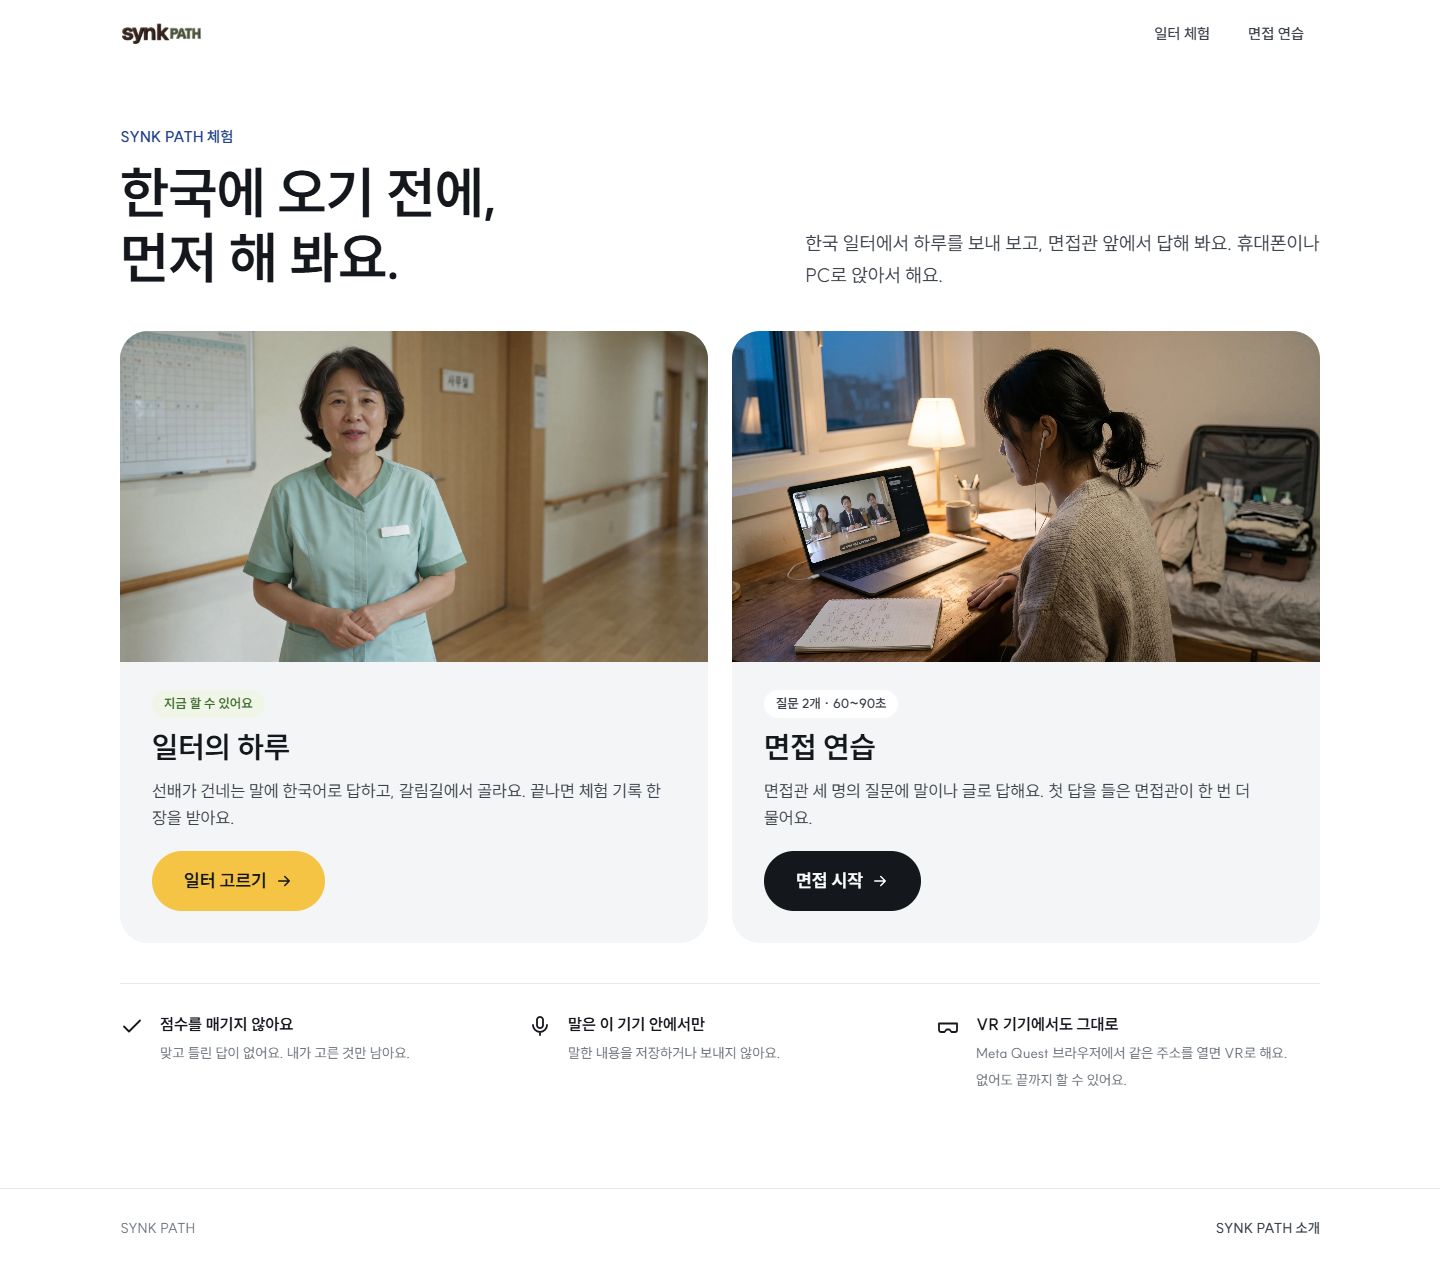 synk PATH
일터 체험
면접 연습
SYNK PATH 체험
한국에 오기 전에,
먼저 해 봐요.
한국 일터에서 하루를 보내 보고, 면접관 앞에서 답해 봐요. 휴대폰이나
PC로 앉아서 해요.
사무실
지금 할 수 있어요
일터의 하루
선배가 건네는 말에 한국어로 답하고, 갈림길에서 골라요. 끝나면 체험 기록 한
장을 받아요.
일터 고르기 →
질문 2개 · 60~90초
면접 연습
면접관 세 명의 질문에 말이나 글로 답해요. 첫 답을 들은 면접관이 한 번 더
물어요.
면접 시작 →
점수를 매기지 않아요
맞고 틀린 답이 없어요. 내가 고른 것만 남아요.
말은 이 기기 안에서만
말한 내용을 저장하거나 보내지 않아요.
VR 기기에서도 그대로
Meta Quest 브라우저에서 같은 주소를 열면 VR로 해요.
없어도 끝까지 할 수 있어요.
SYNK PATH
SYNK PATH 소개